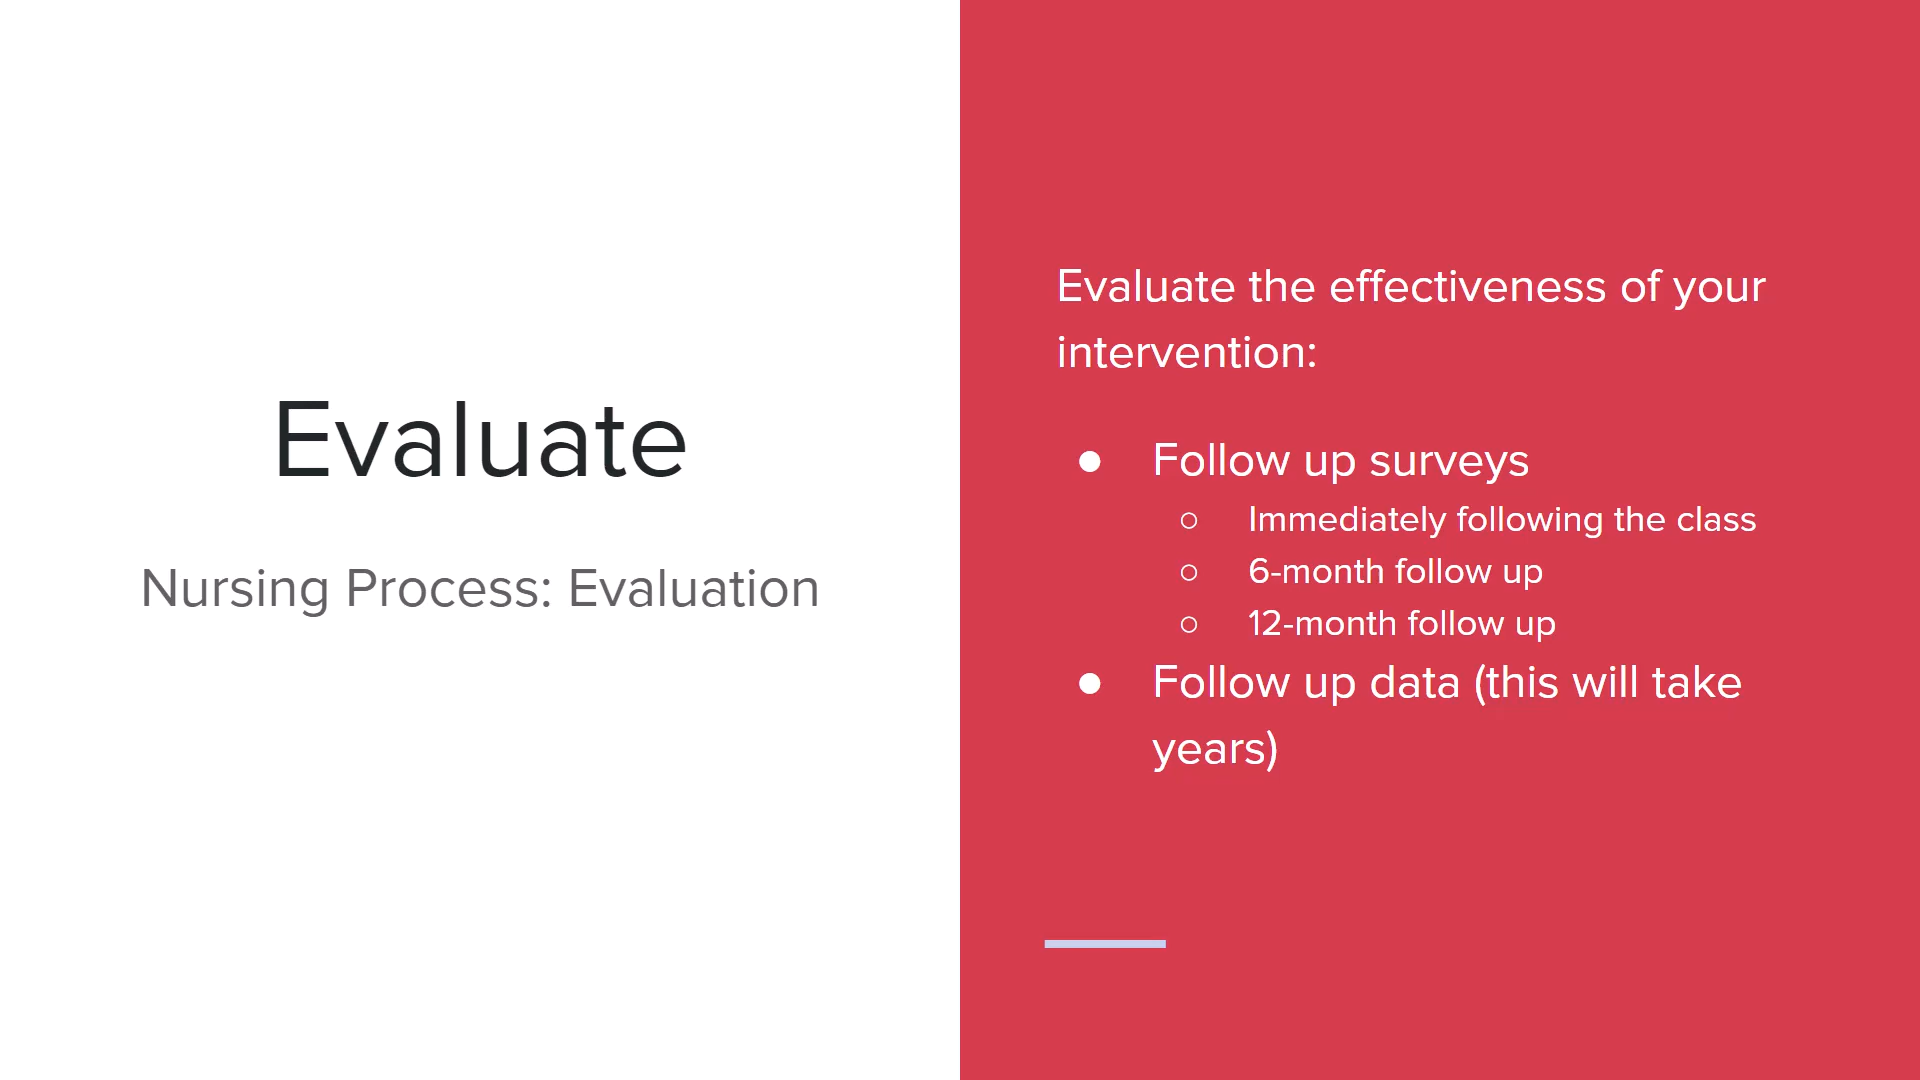 Evaluate
Nursing Process: Evaluation
Evaluate the effectiveness of your
intervention:
● Follow up surveys
○ Immediately following the class
○ 6-month follow up
○ 12-month follow up
● Follow up data (this will take
years)